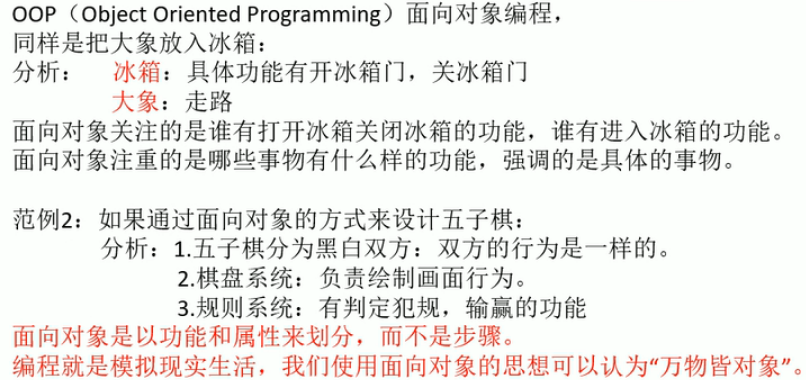 OOP（Object Oriented Programming）面向对象编程，
同样是把大象放入冰箱：
分析： 冰箱：具体功能有开冰箱门，关冰箱门
大象：走路
面向对象关注的是谁有打开冰箱关闭冰箱的功能，谁有进入冰箱的功能。
面向对象注重的是哪些事物有什么样的功能，强调的是具体的事物。
范例2：如果通过面向对象的方式来设计五子棋：
分析：1.五子棋分为黑白双方：双方的行为是一样的。
2.棋盘系统：负责绘制画面行为。
3.规则系统：有判定犯规，输赢的功能
面向对象是以功能和属性来划分，而不是步骤。
编程就是模拟现实生活，我们使用面向对象的思想可以认为“万物皆对象”。